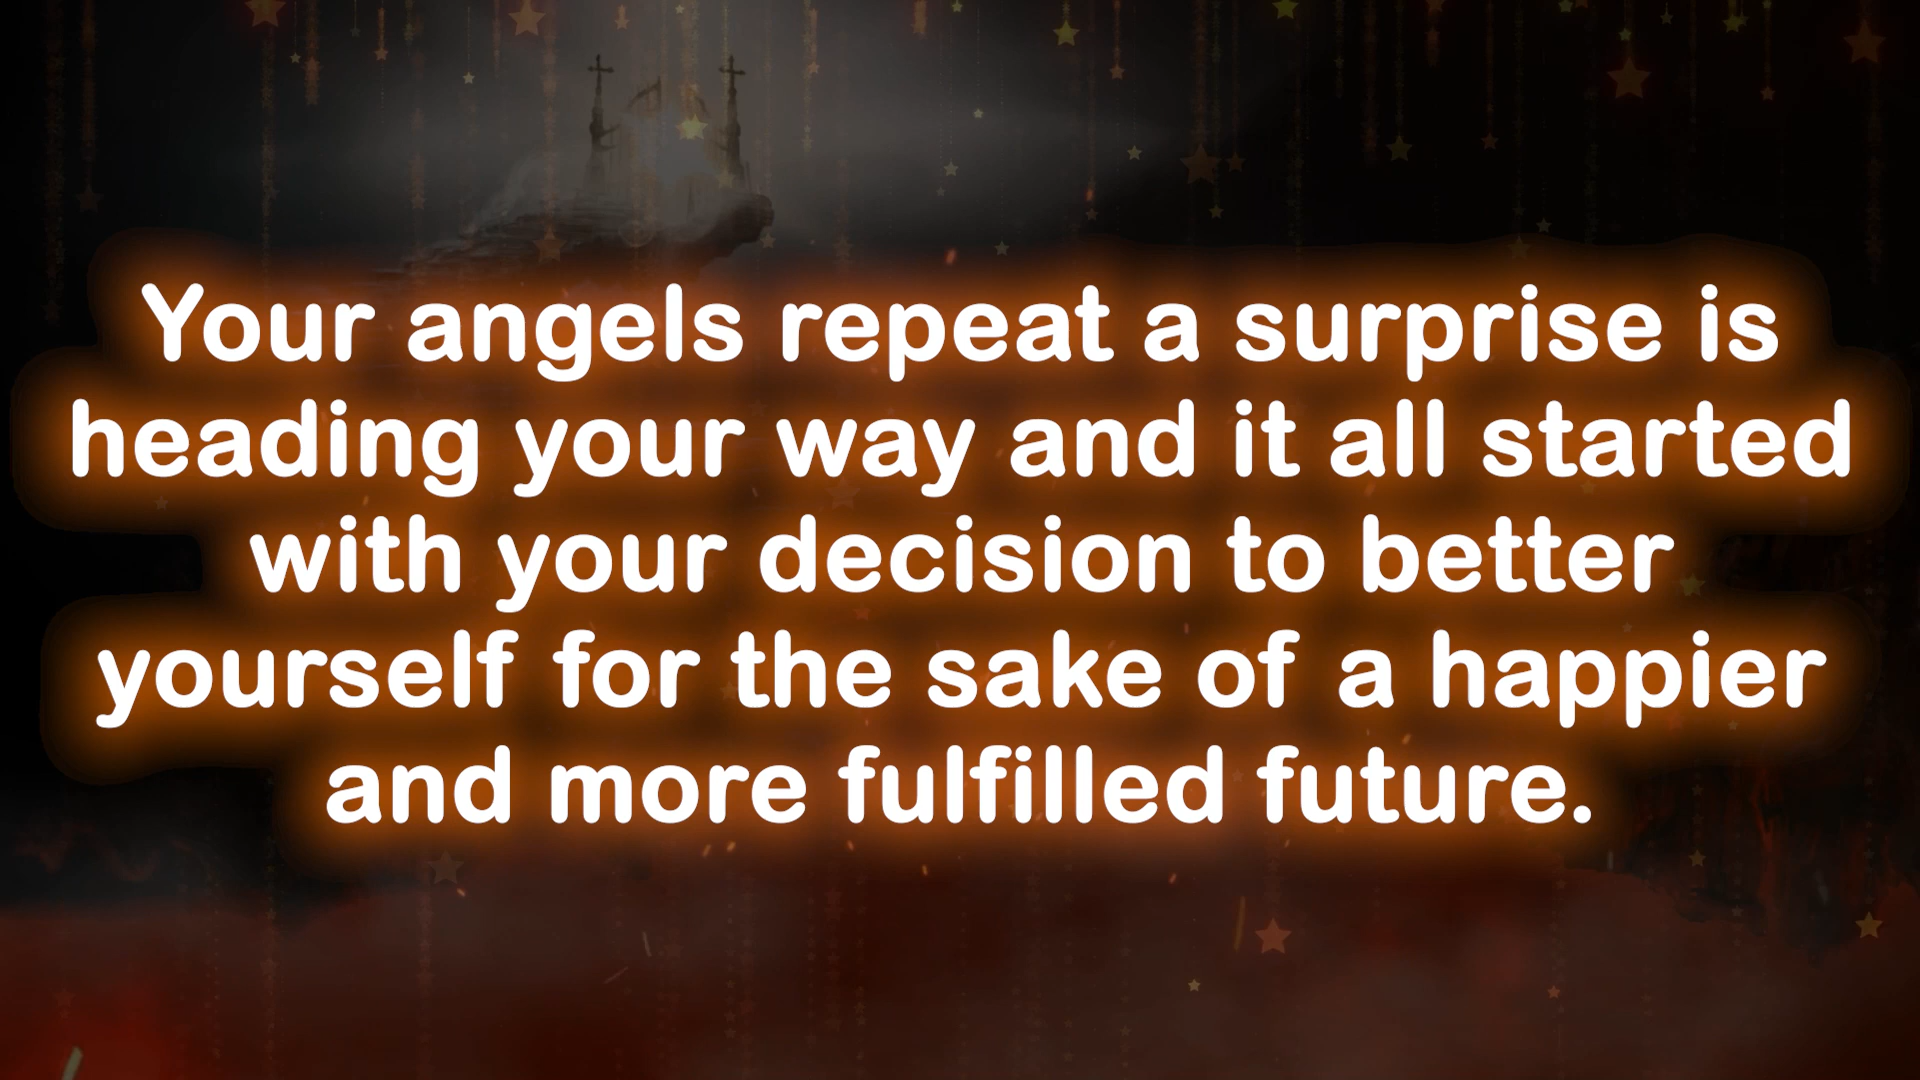 Your angels repeat a surprise is
heading your way and it all started
with your decision to better
yourself for the sake of a happier
and more fulfilled future.